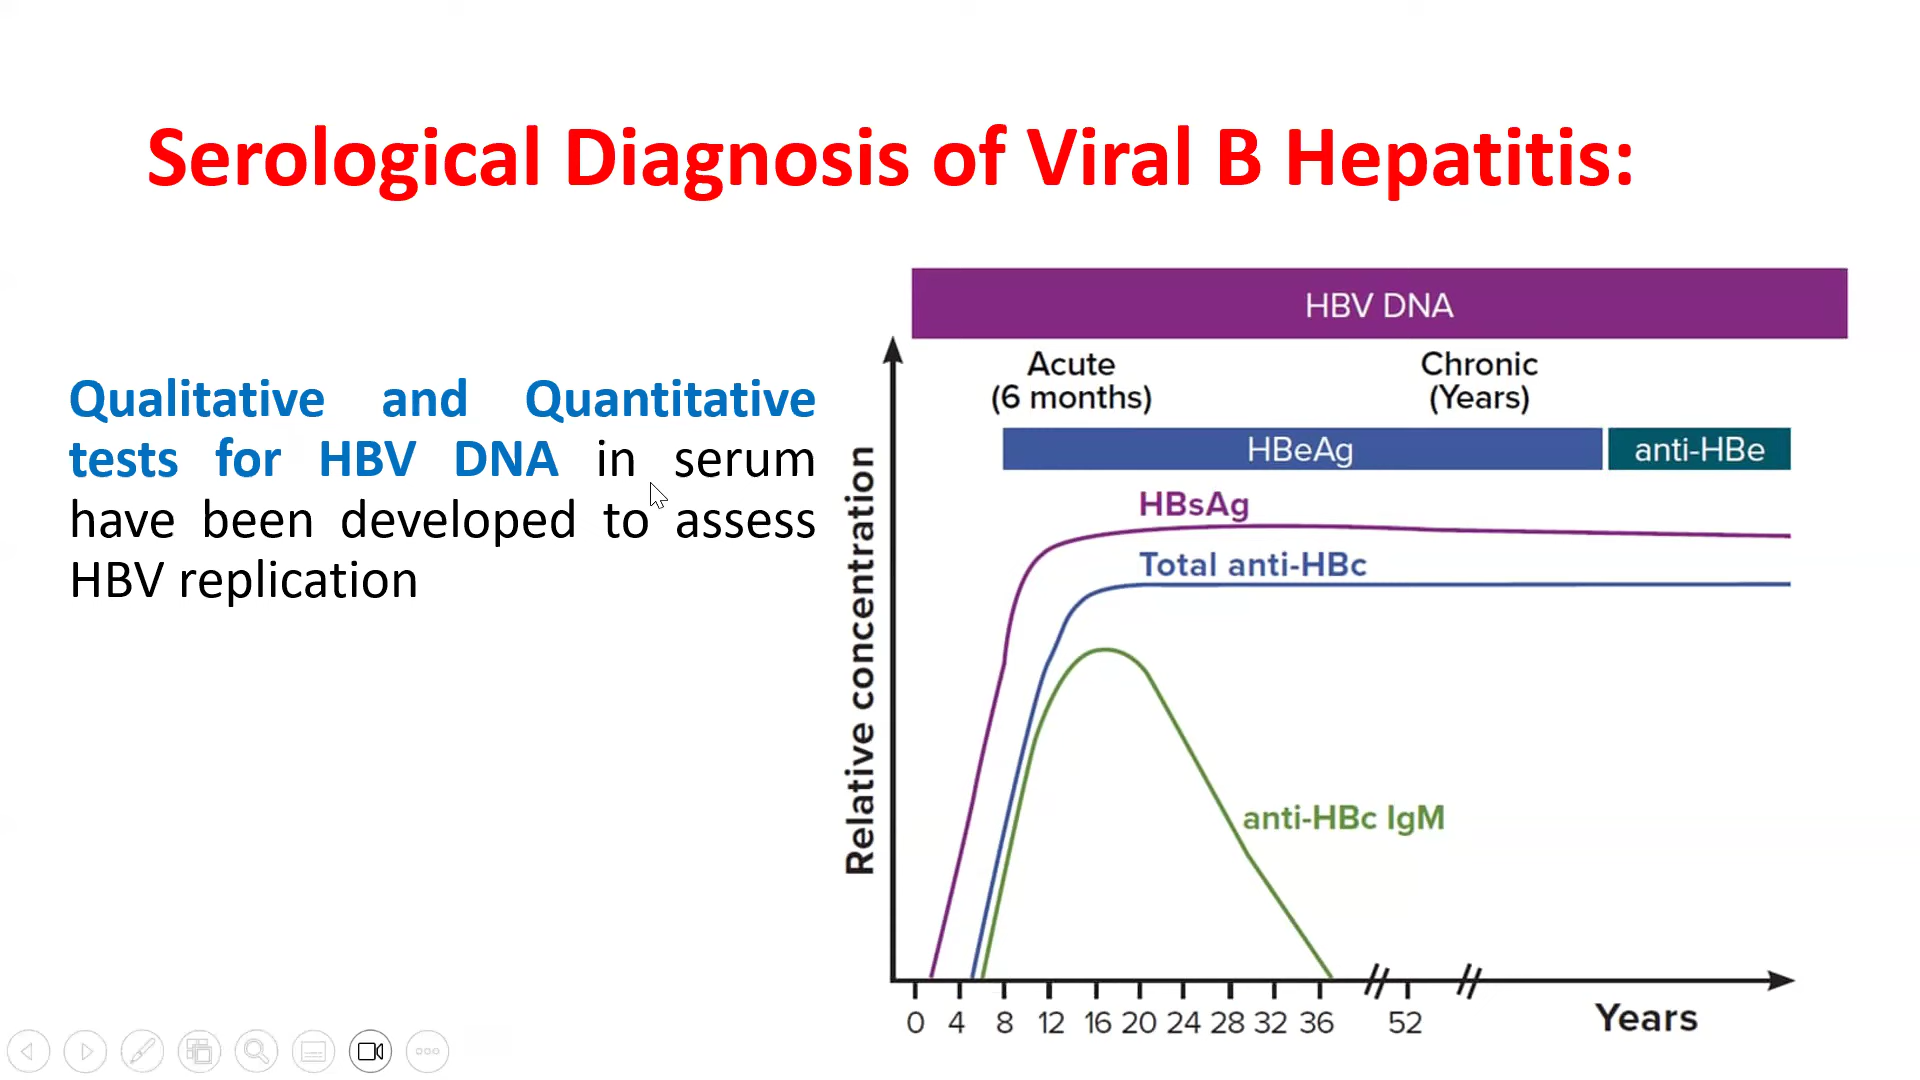 Serological Diagnosis of Viral B Hepatitis:
Qualitative and Quantitative
tests for HBV DNA in serum
have been developed to assess
HBV replication
HBV DNA
Acute
(6 months)
Chronic
(Years)
HBeAg
anti-HBe
HBsAg
Total anti-HBc
anti-HBc IgM
Relative concentration
0 4 8 12 16 20 24 28 32 36 52
Years